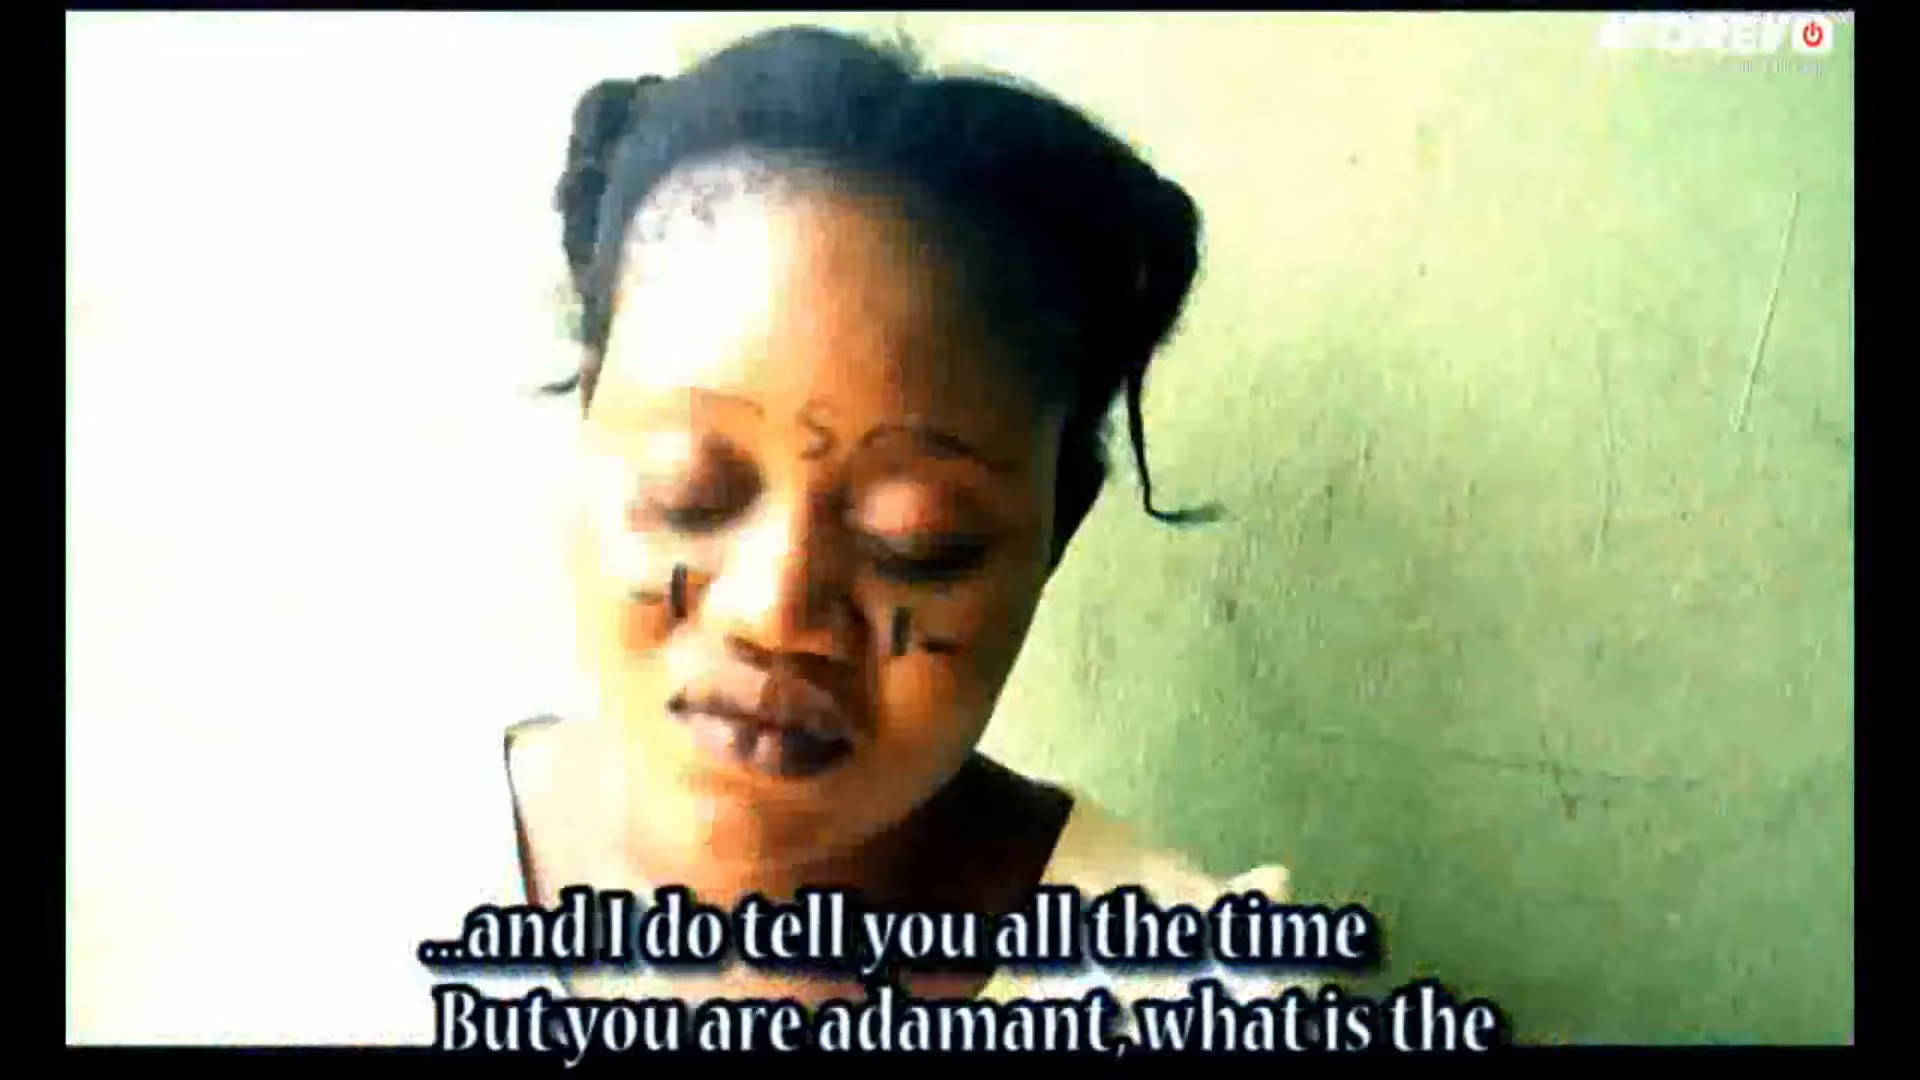 ...and I do tell you all the time
But you are adamant, what is the